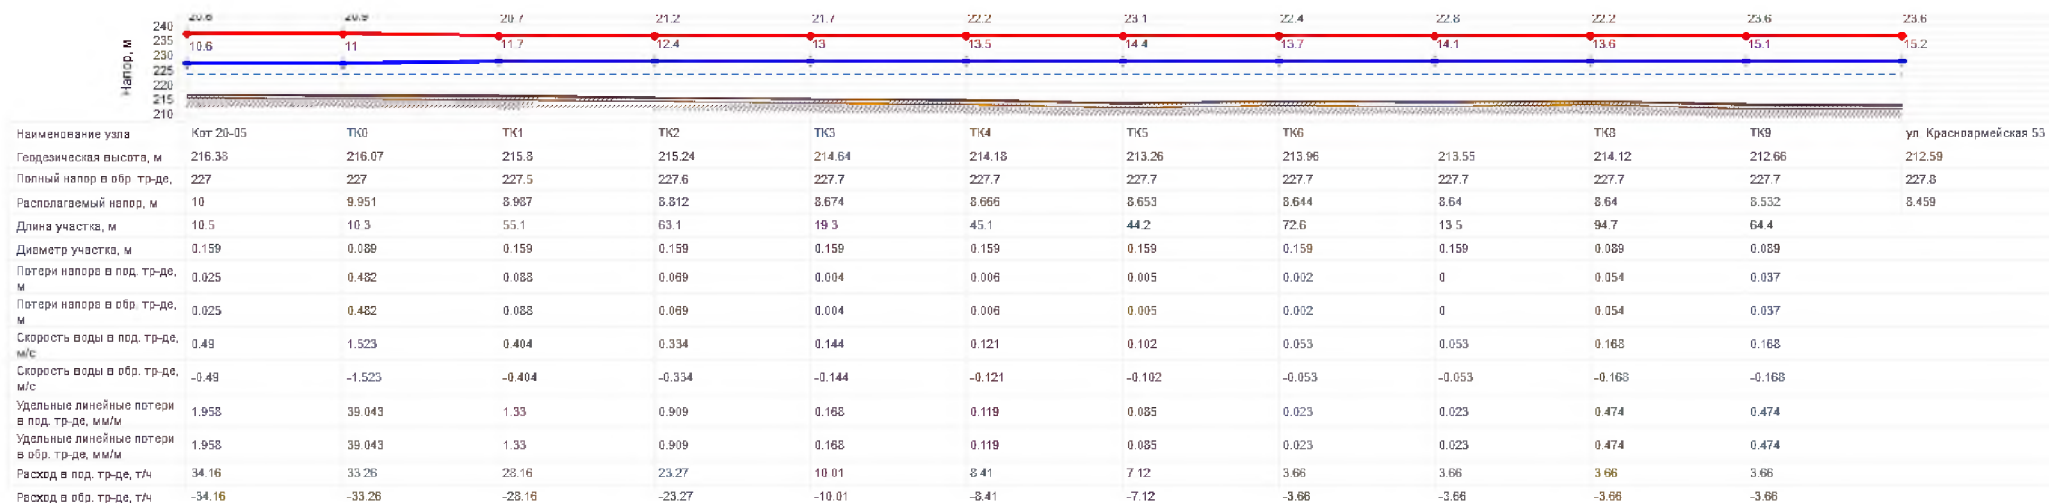 20.6 20.9 20.7 21.2 21.7 22.2 23.1 22.4 22.8 22.2 23.6 23.6
240
235
230
225
220
215
210
Напор, м
10.6 11 11.7 12.4 13 13.5 14.4 13.7 14.1 13.6 15.1 15.2
Наименование узла Кот 20-05 ТК0 ТК1 ТК2 ТК3 ТК4 ТК5 ТК6 ТК8 ТК9 ул. Красноармейская 53
Геодезическая высота, м 216.38 216.07 215.8 215.24 214.64 214.18 213.26 213.96 213.55 214.12 212.66 212.59
Полный напор в обр. тр-де, 227 227 227.5 227.6 227.7 227.7 227.7 227.7 227.7 227.7 227.7 227.8
Располагаемый напор, м 10 9.951 8.987 8.812 8.674 8.666 8.653 8.644 8.64 8.64 8.532 8.459
Длина участка, м 10.5 10.3 55.1 63.1 19.3 45.1 44.2 72.6 13.5 94.7 64.4
Диаметр участка, м 0.159 0.089 0.159 0.159 0.159 0.159 0.159 0.159 0.159 0.089 0.089
Потери напора в под. тр-де,
м 0.025 0.482 0.088 0.069 0.004 0.006 0.005 0.002 0 0.054 0.037
Потери напора в обр. тр-де,
м 0.025 0.482 0.088 0.069 0.004 0.006 0.005 0.002 0 0.054 0.037
Скорость воды в под. тр-де,
м/с 0.49 1.523 0.404 0.334 0.144 0.121 0.102 0.053 0.053 0.168 0.168
Скорость воды в обр. тр-де,
м/с -0.49 -1.523 -0.404 -0.334 -0.144 -0.121 -0.102 -0.053 -0.053 -0.168 -0.168
Удельные линейные потери
в под. тр-де, мм/м 1.958 39.043 1.33 0.909 0.168 0.119 0.085 0.023 0.023 0.474 0.474
Удельные линейные потери
в обр. тр-де, мм/м 1.958 39.043 1.33 0.909 0.168 0.119 0.085 0.023 0.023 0.474 0.474
Расход в под. тр-де, т/ч 34.16 33.26 28.16 23.27 10.01 8.41 7.12 3.66 3.66 3.66 3.66
Расход в обр. тр-де, т/ч -34.16 -33.26 -28.16 -23.27 -10.01 -8.41 -7.12 -3.66 -3.66 -3.66 -3.66